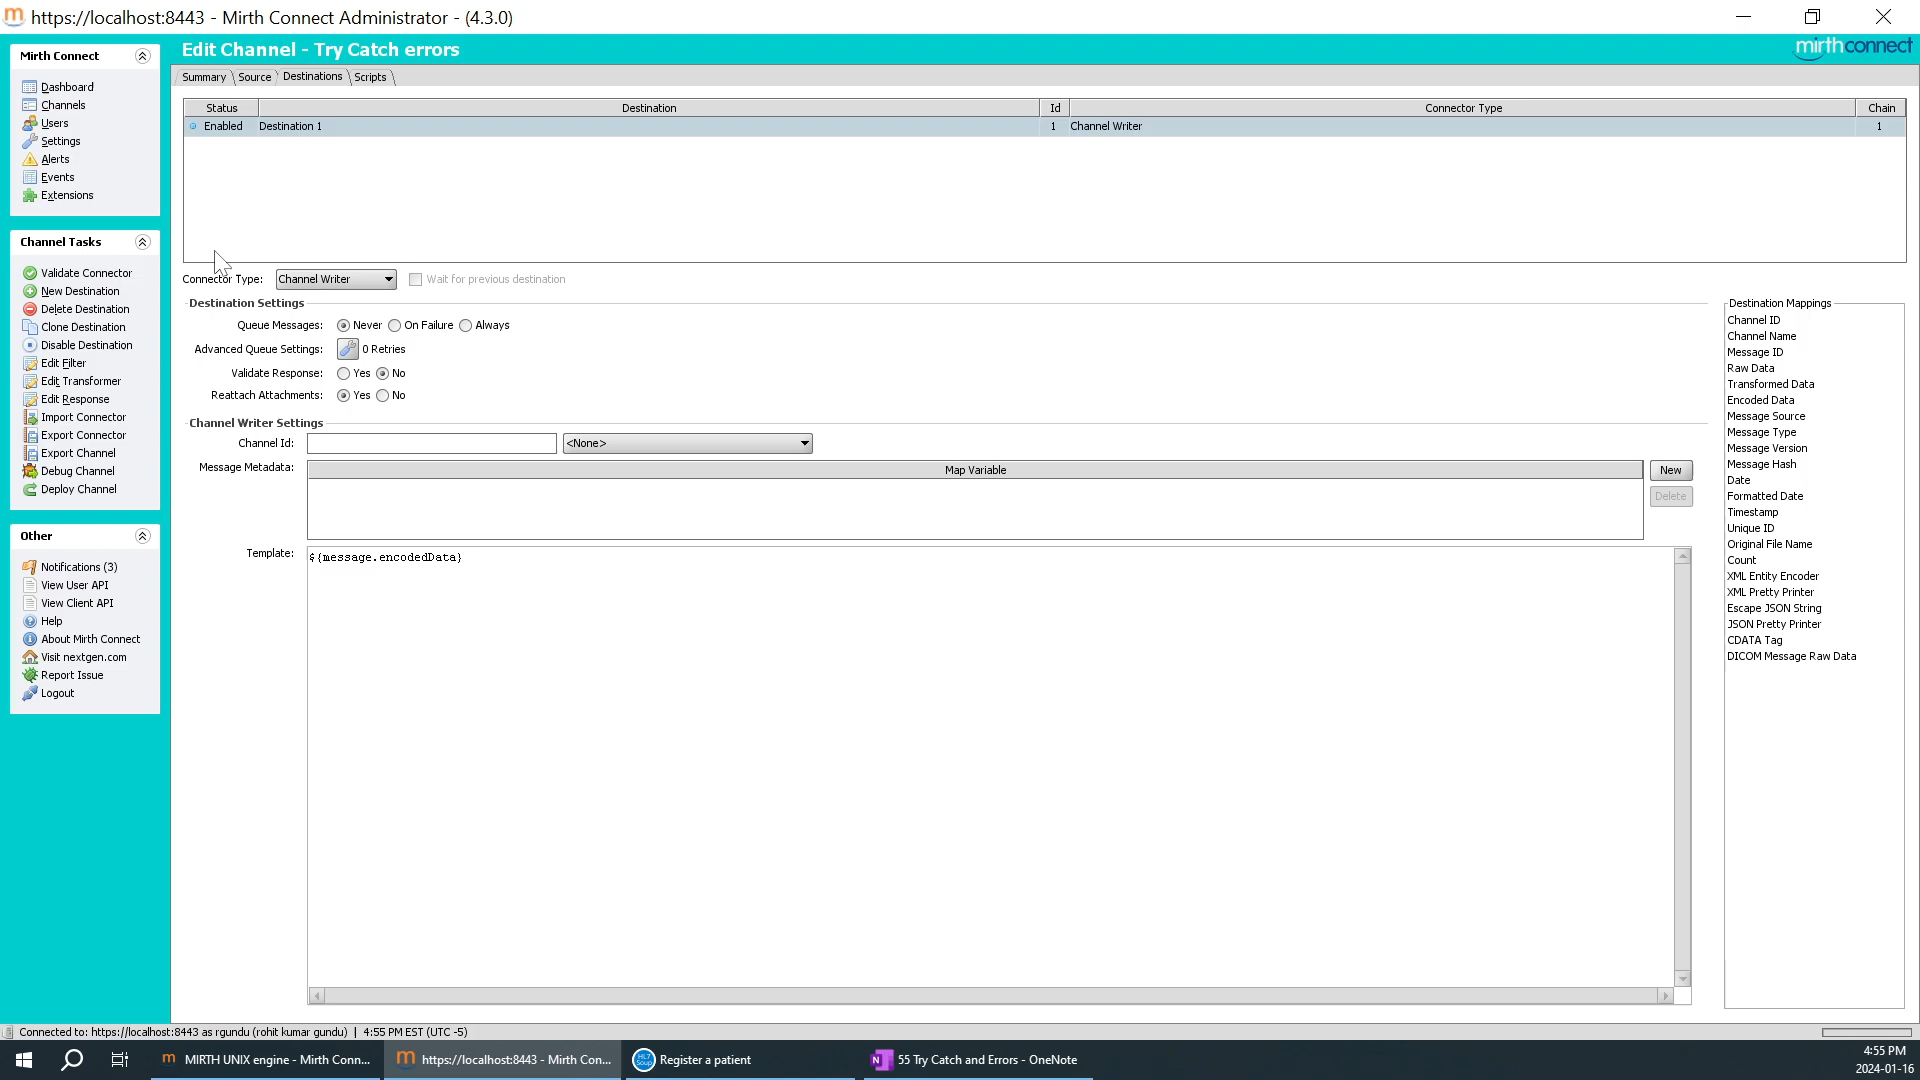 https://localhost:8443 - Mirth Connect Administrator - (4.3.0)
Edit Channel - Try Catch errors
mirthconnect
Mirth Connect
Dashboard
Channels
Users
Settings
Alerts
Events
Extensions
Channel Tasks
Validate Connector
New Destination
Delete Destination
Clone Destination
Disable Destination
Edit Filter
Edit Transformer
Edit Response
Import Connector
Export Connector
Export Channel
Debug Channel
Deploy Channel
Other
Notifications (3)
View User API
View Client API
Help
About Mirth Connect
Visit nextgen.com
Report Issue
Logout
Summary Source Destinations Scripts
Status Destination Id Connector Type Chain
Enabled Destination 1 1 Channel Writer 1
Connector Type: Channel Writer Wait for previous destination
Destination Settings
Queue Messages: Never On Failure Always
Advanced Queue Settings: 0 Retries
Validate Response: Yes No
Reattach Attachments: Yes No
Channel Writer Settings
Channel Id: <None>
Message Metadata: Map Variable New
Delete
Template: ${message.encodedData}
Destination Mappings
Channel ID
Channel Name
Message ID
Raw Data
Transformed Data
Encoded Data
Message Source
Message Type
Message Version
Message Hash
Date
Formatted Date
Timestamp
Unique ID
Original File Name
Count
XML Entity Encoder
XML Pretty Printer
Escape JSON String
JSON Pretty Printer
CDATA Tag
DICOM Message Raw Data
Connected to: https://localhost:8443 as rgundu (rohit kumar gundu) | 4:55 PM EST (UTC -5)
MIRTH UNIX engine - Mirth Conn...
https://localhost:8443 - Mirth Con...
HL7 Soup
Register a patient
55 Try Catch and Errors - OneNote
4:55 PM
2024-01-16